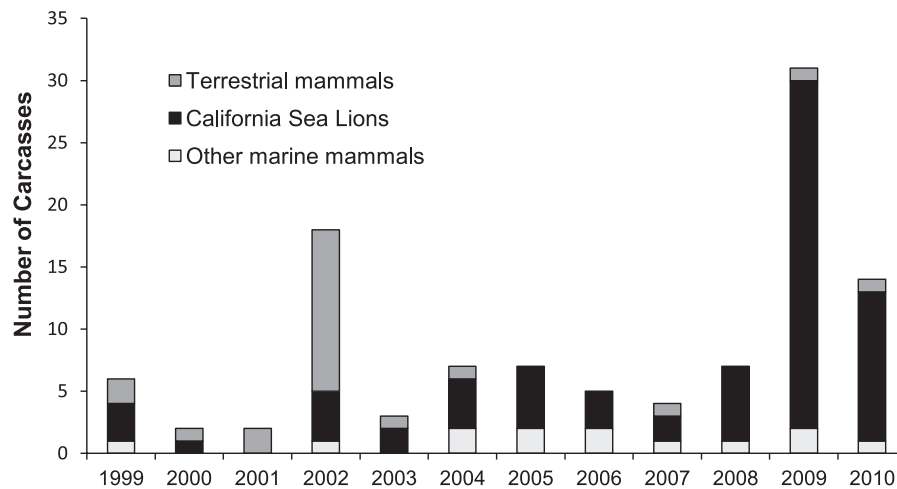 35
30
25
20
15
10
5
0
Number of Carcasses
Terrestrial mammals
California Sea Lions
Other marine mammals
1999 2000 2001 2002 2003 2004 2005 2006 2007 2008 2009 2010